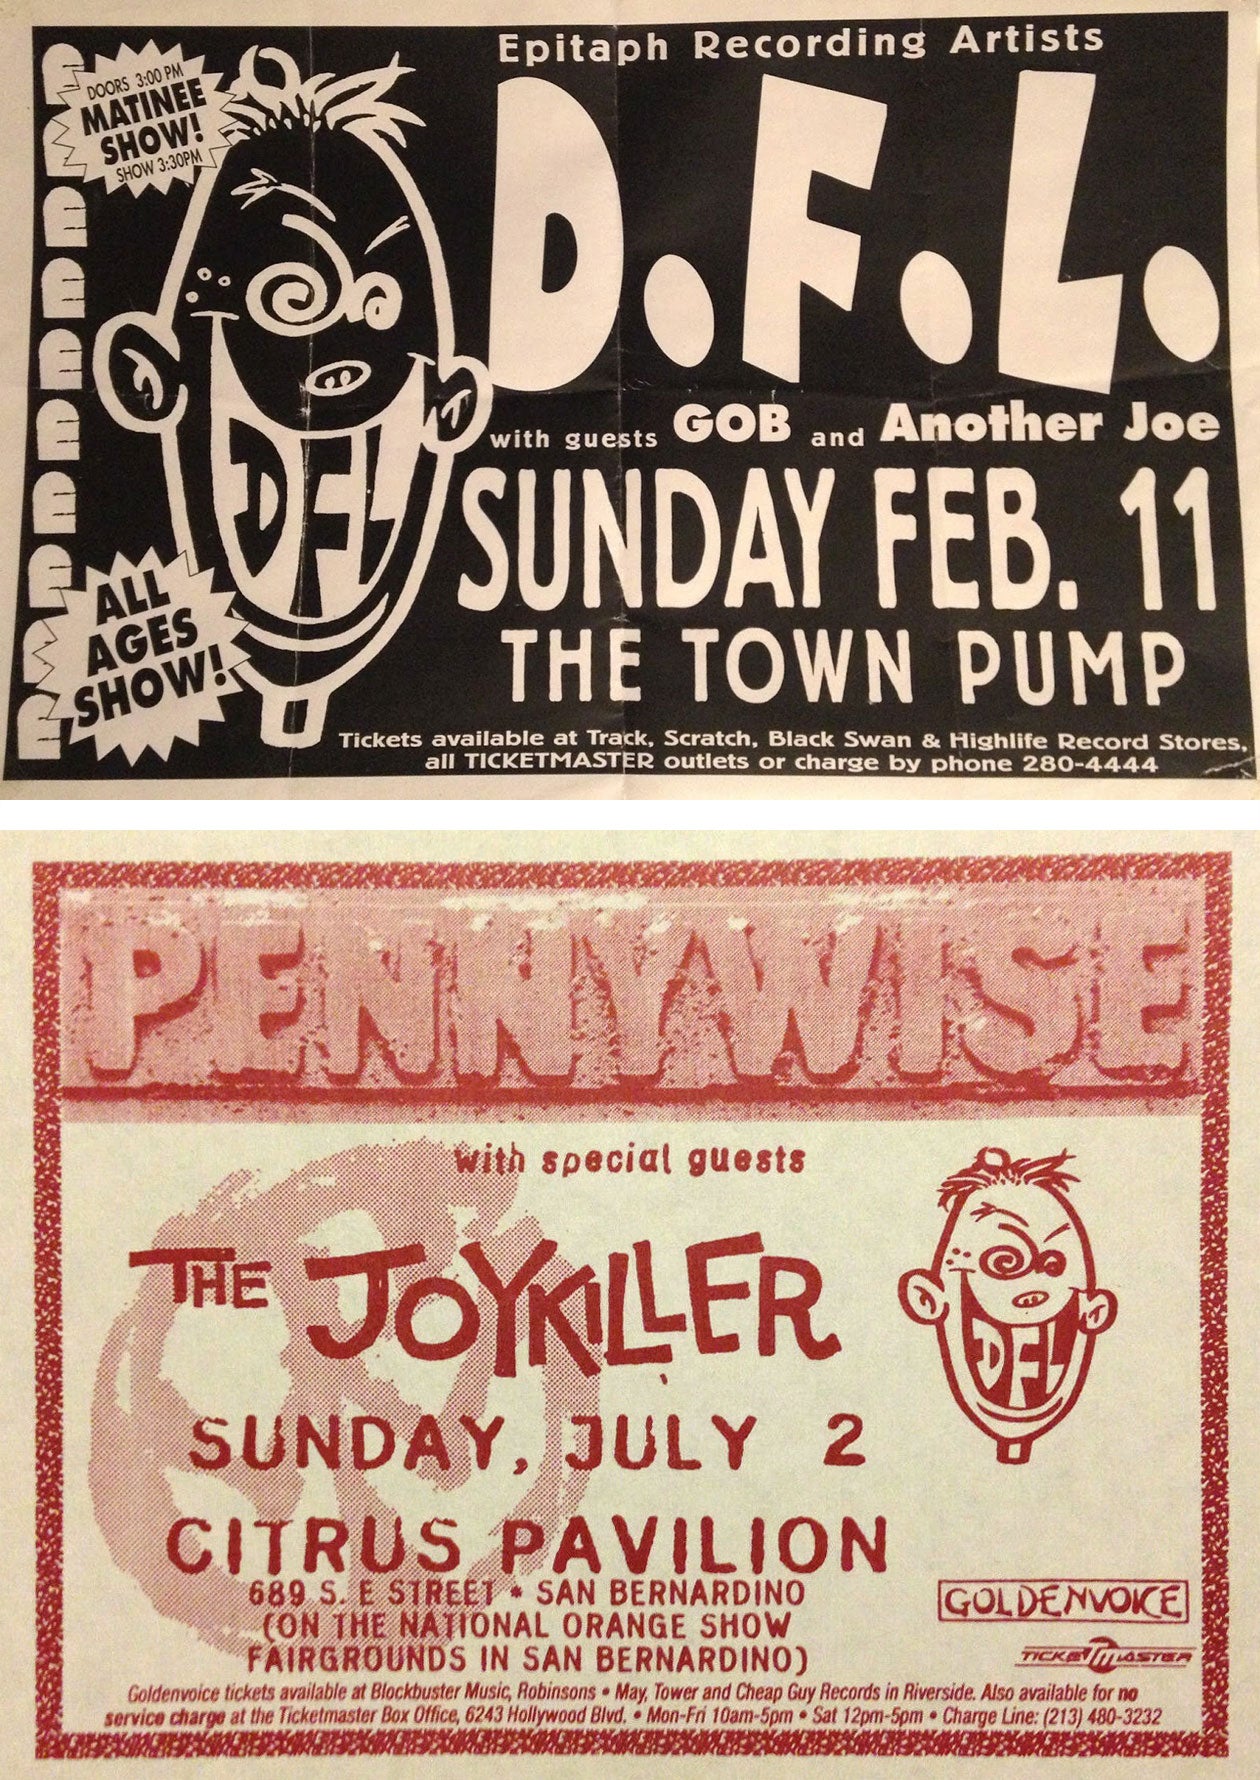 DOORS 3:00 PM
MATINEE
SHOW!
SHOW 3:30PM
Epitaph Recording Artists
D.F.L.
DFL
with guests GOB and Another Joe
SUNDAY FEB. 11
THE TOWN PUMP
ALL
AGES
SHOW!
Tickets available at Track, Scratch, Black Swan & Highlife Record Stores,
all TICKETMASTER outlets or charge by phone 280-4444
PENNYWISE
with special guests
THE JOYKILLER
DFL
SUNDAY, JULY 2
CITRUS PAVILION
689 S. E STREET • SAN BERNARDINO
(ON THE NATIONAL ORANGE SHOW
FAIRGROUNDS IN SAN BERNARDINO)
GOLDENVOICE
TICKETMASTER
Goldenvoice tickets available at Blockbuster Music, Robinsons • May, Tower and Cheap Guy Records in Riverside. Also available for no
service charge at the Ticketmaster Box Office, 6243 Hollywood Blvd. • Mon-Fri 10am-5pm • Sat 12pm-5pm • Charge Line: (213) 480-3232